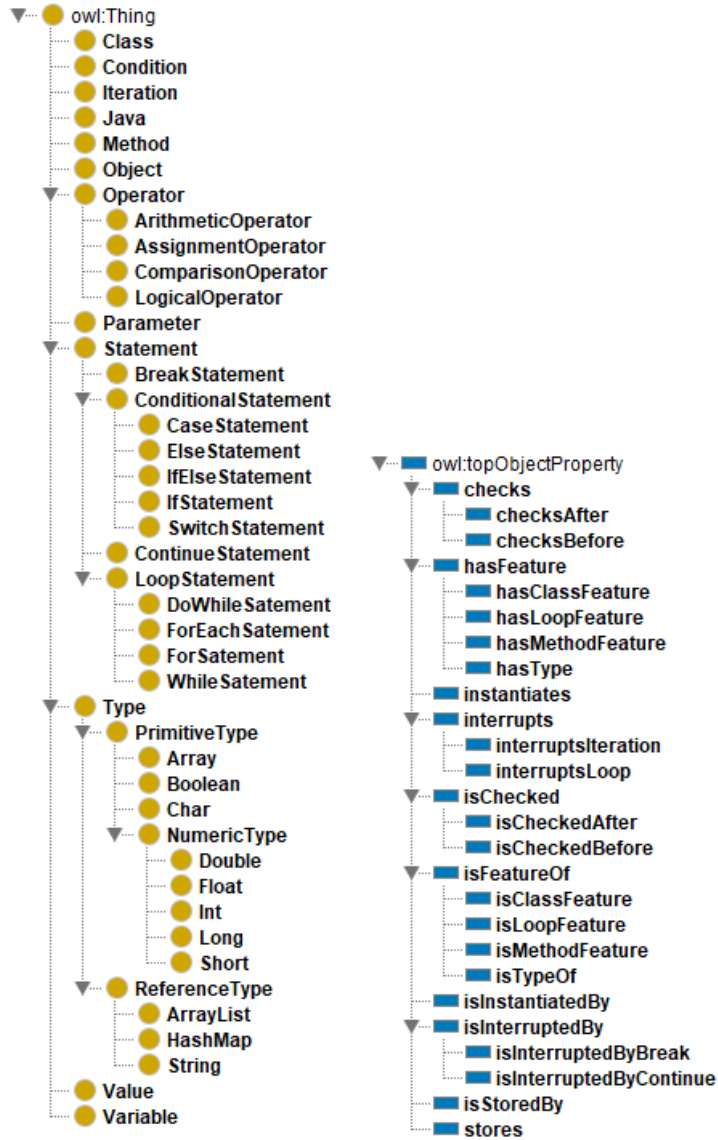 owl:Thing
Class
Condition
Iteration
Java
Method
Object
Operator
ArithmeticOperator
AssignmentOperator
ComparisonOperator
LogicalOperator
Parameter
Statement
BreakStatement
ConditionalStatement
CaseStatement
ElseStatement
IfElseStatement
IfStatement
SwitchStatement
ContinueStatement
LoopStatement
DoWhileSatement
ForEachSatement
ForSatement
WhileSatement
Type
PrimitiveType
Array
Boolean
Char
NumericType
Double
Float
Int
Long
Short
ReferenceType
ArrayList
HashMap
String
Value
Variable
owl:topObjectProperty
checks
checksAfter
checksBefore
hasFeature
hasClassFeature
hasLoopFeature
hasMethodFeature
hasType
instantiates
interrupts
interruptsIteration
interruptsLoop
isChecked
isCheckedAfter
isCheckedBefore
isFeatureOf
isClassFeature
isLoopFeature
isMethodFeature
isTypeOf
isInstantiatedBy
isInterruptedBy
isInterruptedByBreak
isInterruptedByContinue
isStoredBy
stores